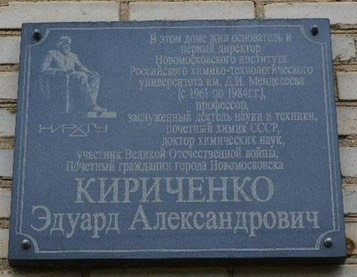 В этом доме жил основатель и
первый директор
Новомосковского института
Российского химико-технологического
университета им. Д.И. Менделеева
(с 1961 по 1984г.г.),
профессор,
заслуженный деятель науки и техники,
почетный химик СССР,
доктор химических наук,
участник Великой Отечественной войны,
Почетный гражданин города Новомосковска
КИРИЧЕНКО
Эдуард Александрович
НИРХТУ